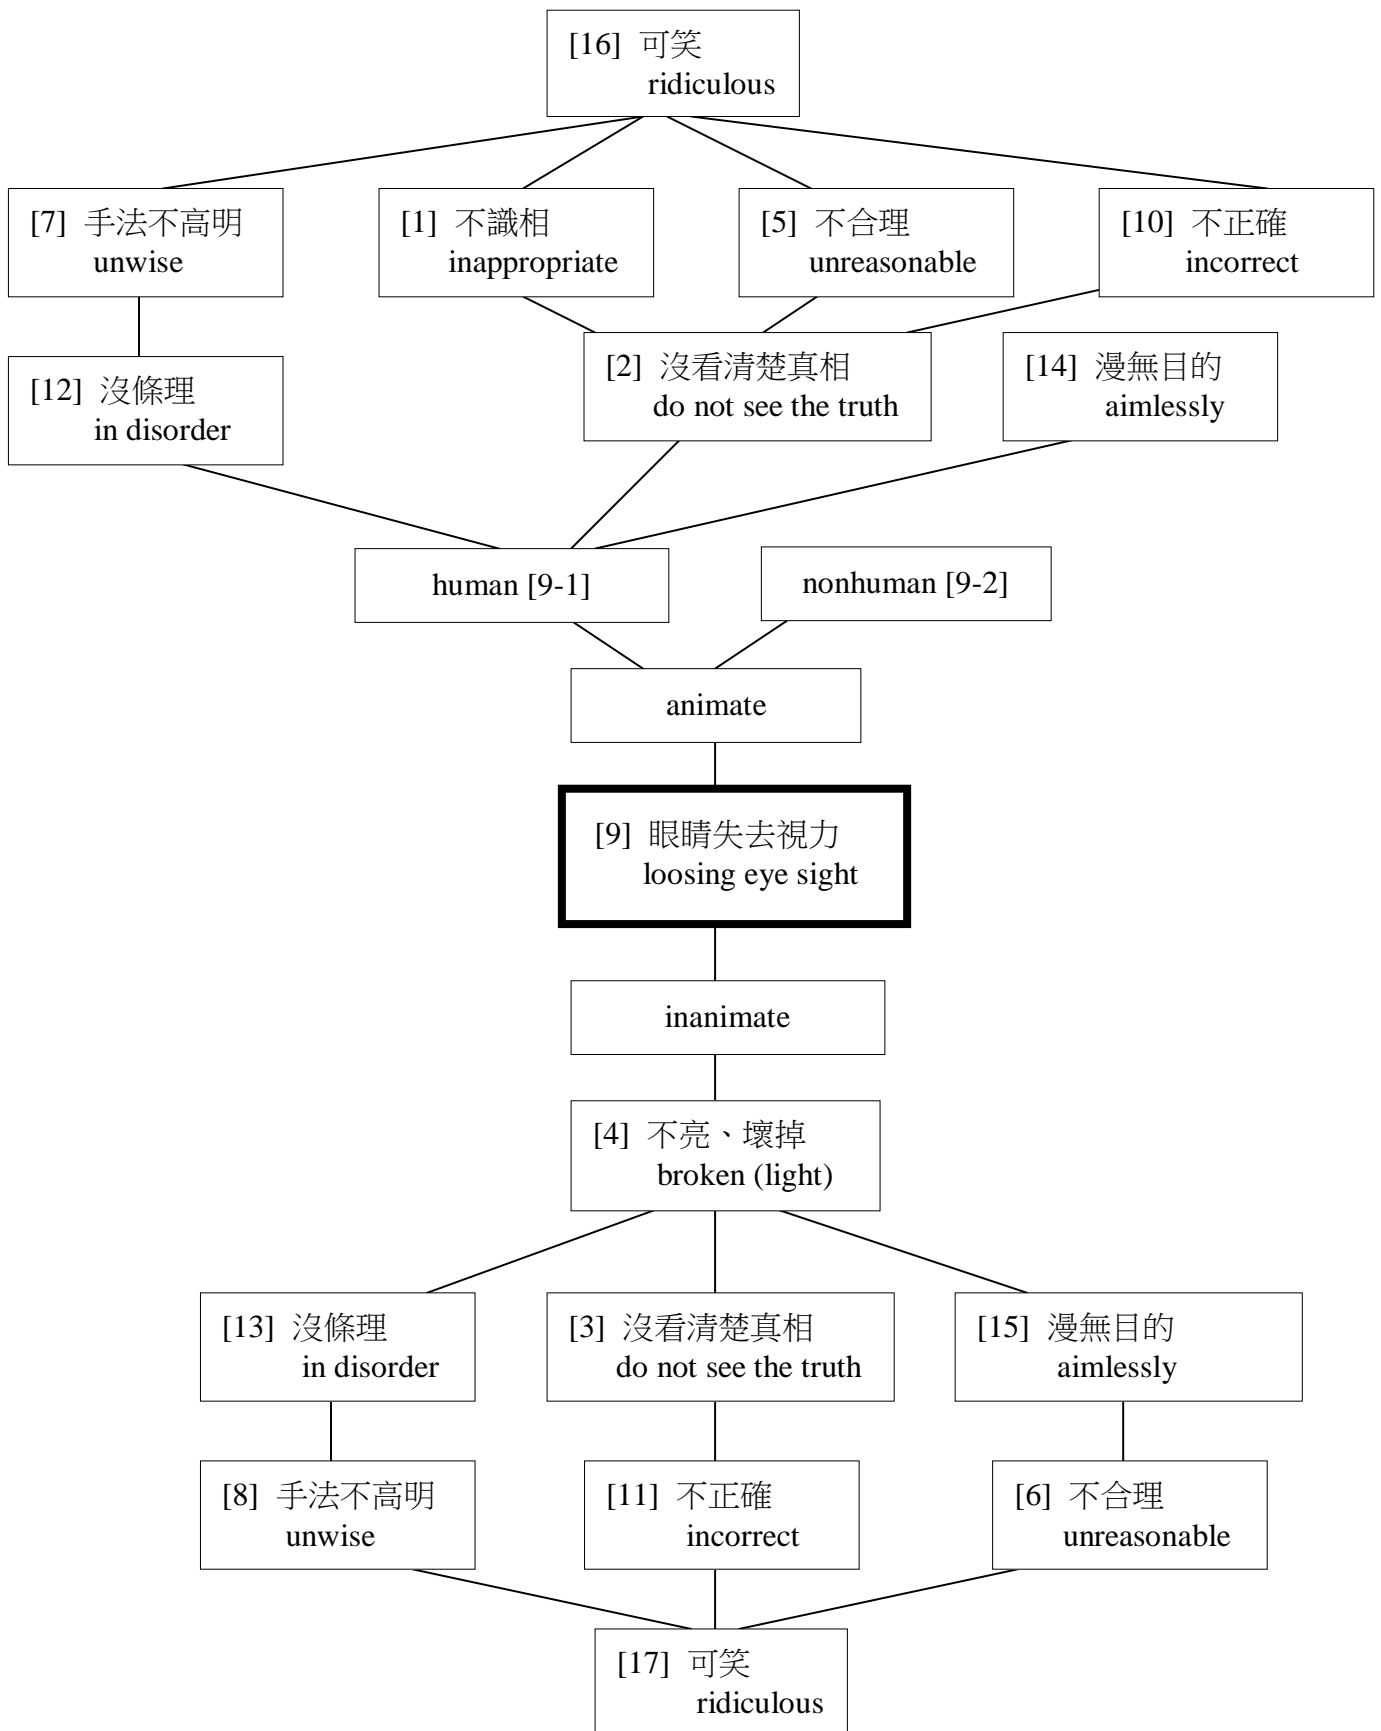 [16] 可笑
ridiculous
[7] 手法不高明
unwise
[1] 不識相
inappropriate
[5] 不合理
unreasonable
[10] 不正確
incorrect
[12] 沒條理
in disorder
[2] 沒看清楚真相
do not see the truth
[14] 漫無目的
aimlessly
human [9-1]
nonhuman [9-2]
animate
[9] 眼睛失去視力
loosing eye sight
inanimate
[4] 不亮、壞掉
broken (light)
[13] 沒條理
in disorder
[3] 沒看清楚真相
do not see the truth
[15] 漫無目的
aimlessly
[8] 手法不高明
unwise
[11] 不正確
incorrect
[6] 不合理
unreasonable
[17] 可笑
ridiculous